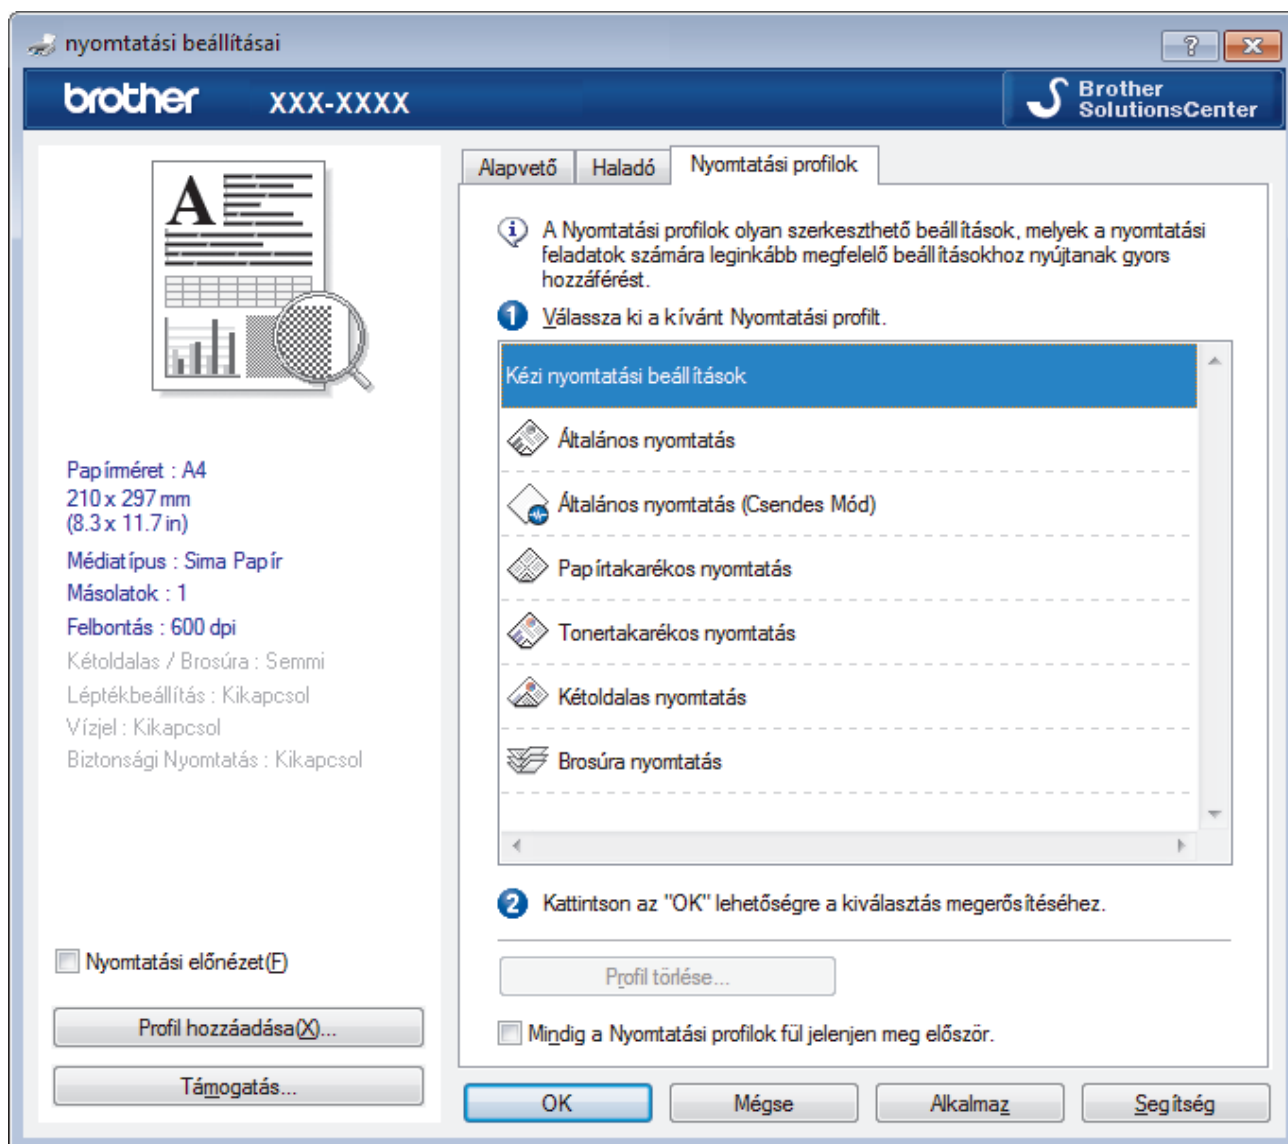 nyomtatási beállításai
brother XXX-XXXX
Brother
SolutionsCenter
A
Papírméret : A4
210 x 297 mm
(8.3 x 11.7 in)
Médiatípus : Sima Papír
Másolatok : 1
Felbontás : 600 dpi
Kétoldalas / Brosúra : Semmi
Léptékbeállítás : Kikapcsol
Vízjel : Kikapcsol
Biztonsági Nyomtatás : Kikapcsol
Nyomtatási előnézet(F)
Profil hozzáadása(X)...
Támogatás...
Alapvető Haladó Nyomtatási profilok
A Nyomtatási profilok olyan szerkeszthető beállítások, melyek a nyomtatási
feladatok számára leginkább megfelelő beállításokhoz nyújtanak gyors
hozzáférést.
1 Válassza ki a kívánt Nyomtatási profilt.
Kézi nyomtatási beállítások
Általános nyomtatás
Általános nyomtatás (Csendes Mód)
Papírtakarékos nyomtatás
Tonertakarékos nyomtatás
Kétoldalas nyomtatás
Brosúra nyomtatás
2 Kattintson az "OK" lehetőségre a kiválasztás megerősítéséhez.
Profil törlése...
Mindig a Nyomtatási profilok fül jelenjen meg először.
OK Mégse Alkalmaz Segítség